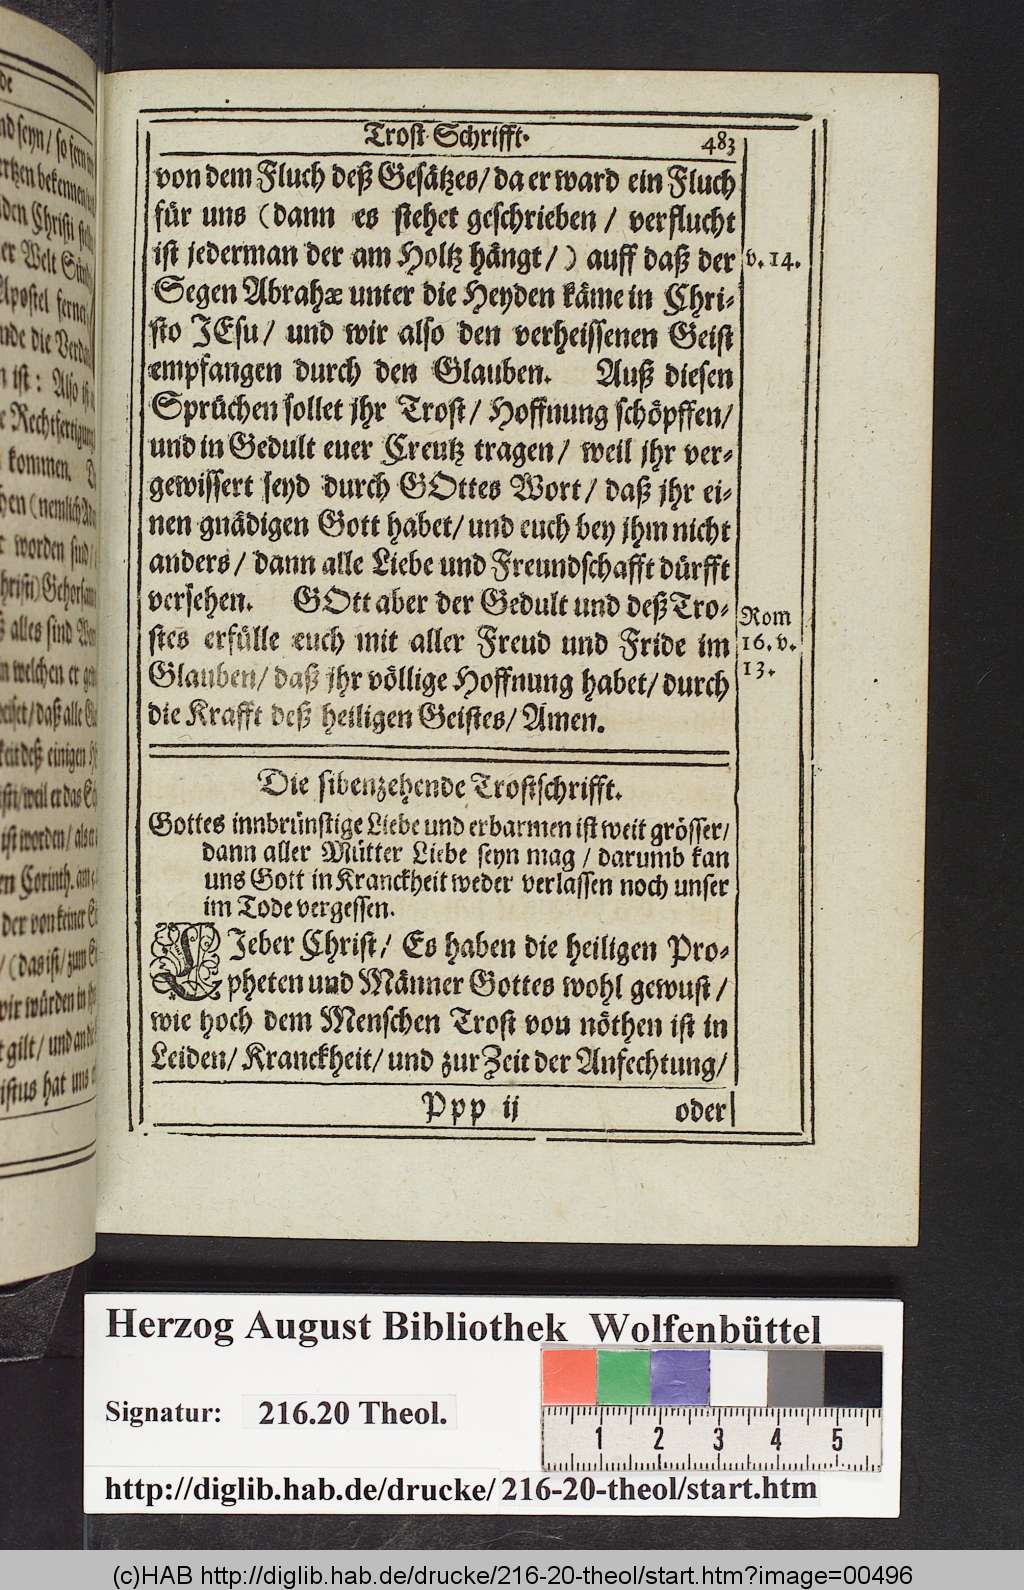 Trost-Schrifft.
483
von dem Fluch deß Gesätzes/ da er ward ein Fluch
für uns (dann es stehet geschrieben / verflucht
ist jederman der am Holtz hängt/) auff daß der
v. 14.
Segen Abrahæ unter die Heyden käme in Chri-
sto JEsu/ und wir also den verheissenen Geist
empfangen durch den Glauben. Auß diesen
Sprüchen sollet jhr Trost/ Hoffnung schöpffen/
und in Gedult euer Creutz tragen/ weil jhr ver-
gewissert seyd durch GOttes Wort/ daß jhr ei-
nen gnädigen Gott habet/ und euch bey jhm nicht
anders/ dann alle Liebe und Freundschafft dürfft
versehen. GOtt aber der Gedult und deß Tro-
Rom
stes erfülle euch mit aller Freud und Fride im
16. v.
Glauben/ daß jhr völlige Hoffnung habet/ durch
13.
die Krafft deß heiligen Geistes/ Amen.
Die sibenzehende Trostschrifft.
Gottes innbrünstige Liebe und erbarmen ist weit grösser/
dann aller Mütter Liebe seyn mag / darumb kan
uns Gott in Kranckheit weder verlassen noch unser
im Tode vergessen.
LJeber Christ/ Es haben die heiligen Pro-
pheten und Männer Gottes wohl gewust/
wie hoch dem Menschen Trost von nöthen ist in
Leiden/ Kranckheit/ und zur Zeit der Anfechtung/
Ppp ij
oder
Herzog August Bibliothek Wolfenbüttel
Signatur: 216.20 Theol.
1 2 3 4 5
http://diglib.hab.de/drucke/216-20-theol/start.htm
(c)HAB http://diglib.hab.de/drucke/216-20-theol/start.htm?image=00496